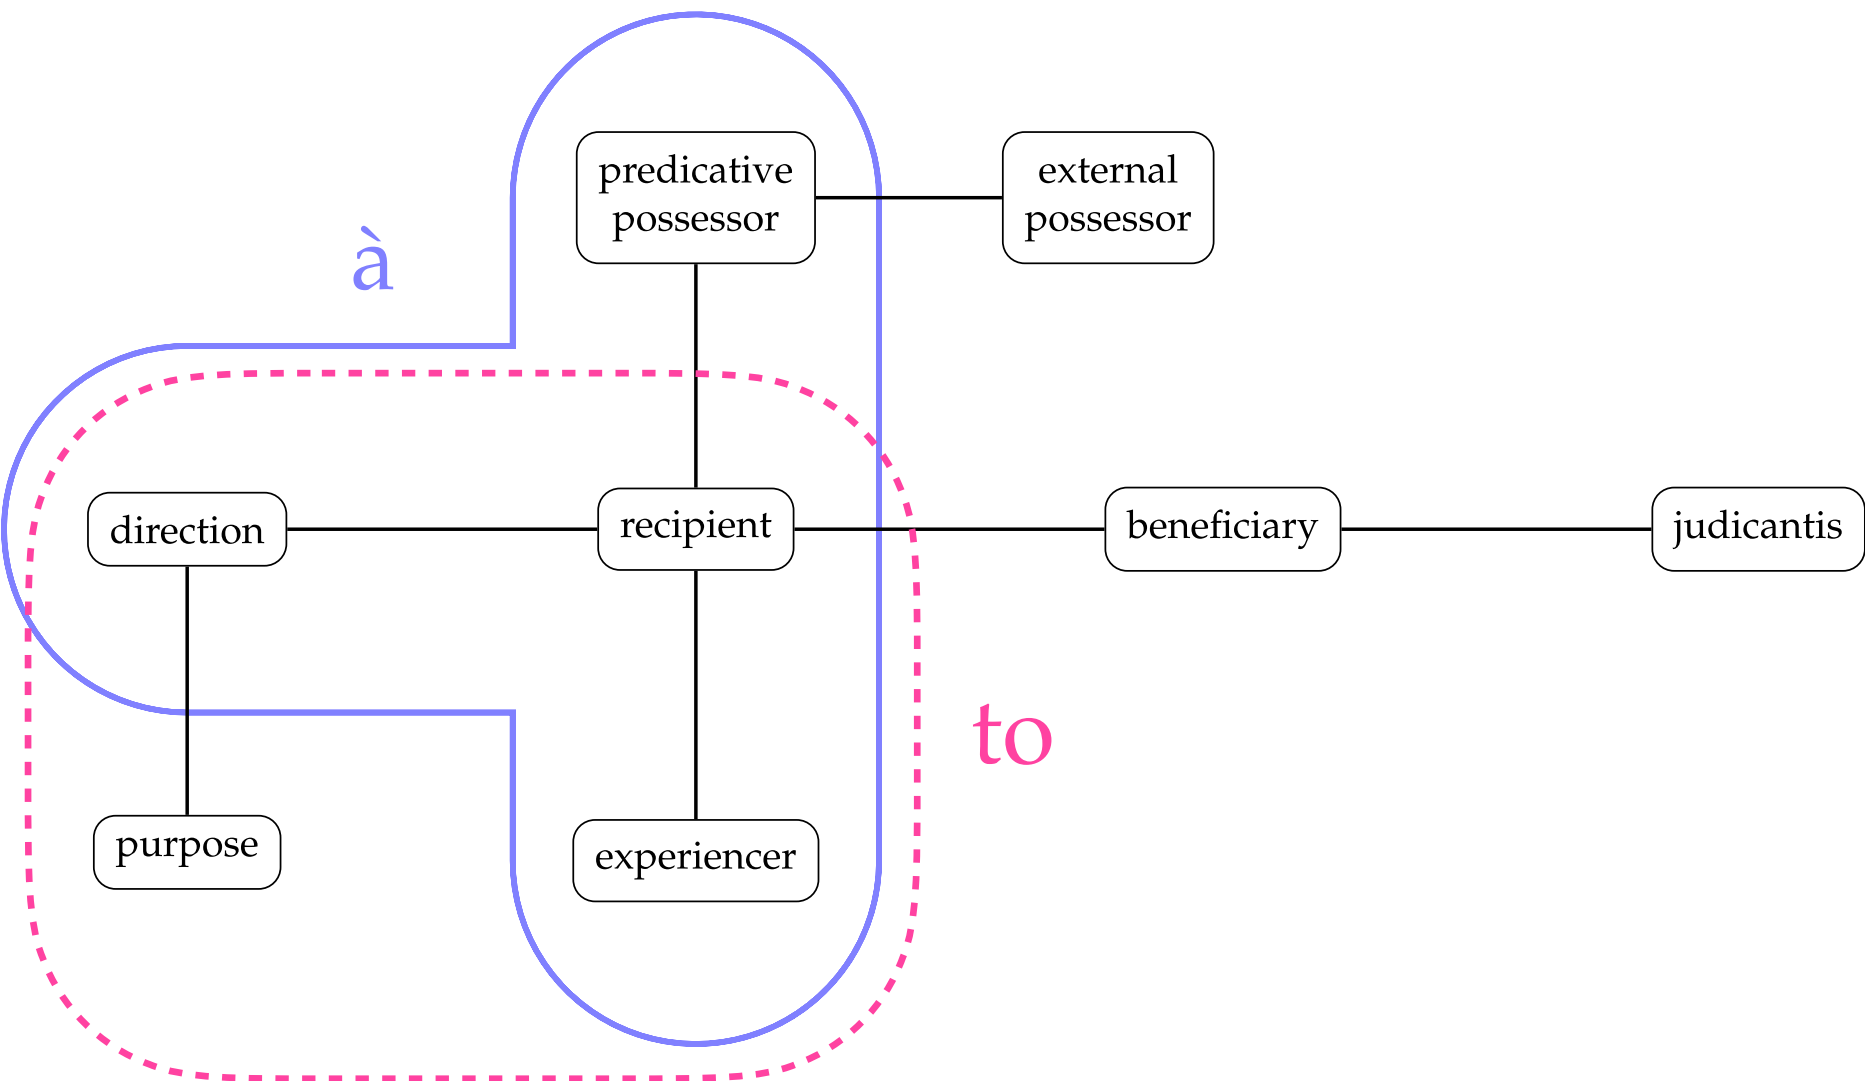 predicative
possessor
external
possessor
à
direction
recipient
beneficiary
judicantis
to
purpose
experiencer